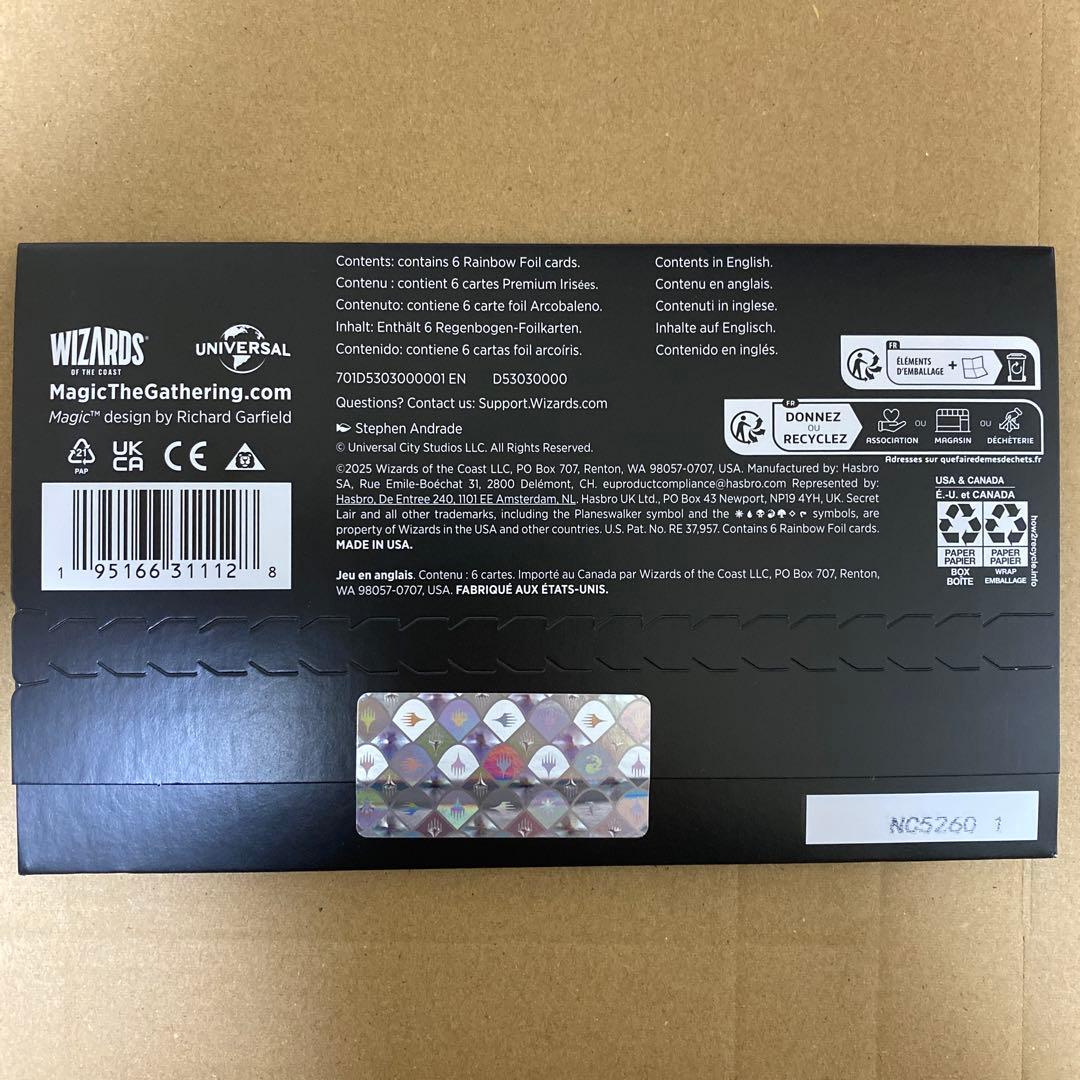 Contents: contains 6 Rainbow Foil cards.
Contenu : contient 6 cartes Premium Irisées.
Contenuto: contiene 6 carte foil Arcobaleno.
Inhalt: Enthält 6 Regenbogen-Foilkarten.
Contenido: contiene 6 cartas foil arcoíris.
Contents in English.
Contenu en anglais.
Contenuti in inglese.
Inhalte auf Englisch.
Contenido en inglés.
701D5303000001 EN D53030000
Questions? Contact us: Support.Wizards.com
Stephen Andrade
© Universal City Studios LLC. All Rights Reserved.
©2025 Wizards of the Coast LLC, PO Box 707, Renton, WA 98057-0707, USA. Manufactured by: Hasbro
SA, Rue Emile-Boéchat 31, 2800 Delémont, CH. euproductcompliance@hasbro.com Represented by:
Hasbro, De Entree 240, 1101 EE Amsterdam, NL. Hasbro UK Ltd., PO Box 43 Newport, NP19 4YH, UK. Secret
Lair and all other trademarks, including the Planeswalker symbol and the symbols, are
property of Wizards in the USA and other countries. U.S. Pat. No. RE 37,957. Contains 6 Rainbow Foil cards.
MADE IN USA.
Jeu en anglais. Contenu : 6 cartes. Importé au Canada par Wizards of the Coast LLC, PO Box 707, Renton,
WA 98057-0707, USA. FABRIQUÉ AUX ÉTATS-UNIS.
WIZARDS
OF THE COAST
UNIVERSAL
MagicTheGathering.com
Magic™ design by Richard Garfield
21
PAP
UK
CA
CE
1 95166 31112 8
FR
ÉLÉMENTS
D'EMBALLAGE
+
FR
DONNEZ
OU
RECYCLEZ
ASSOCIATION
OU
MAGASIN
OU
DÉCHÈTERIE
Adresses sur quefairedemesdechets.fr
USA & CANADA
É.-U. et CANADA
PAPER
PAPIER
BOX
BOÎTE
PAPER
PAPIER
WRAP
EMBALLAGE
how2recycle.info
NC5260 1